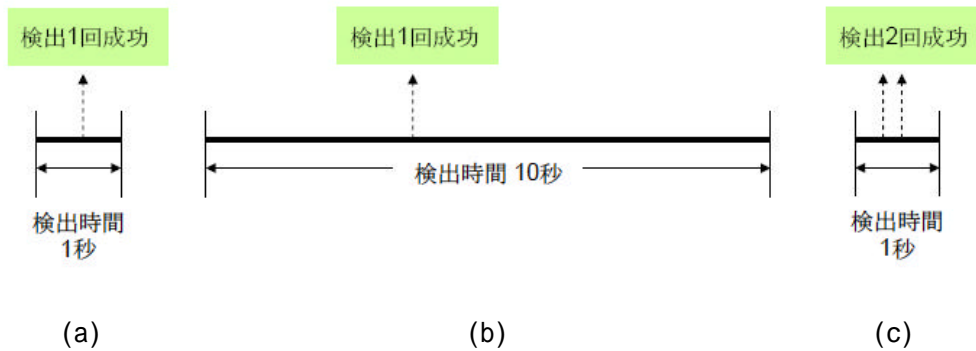 検出1回成功
検出1回成功
検出2回成功
検出時間 10秒
検出時間
1秒
検出時間
1秒
(a)
(b)
(c)